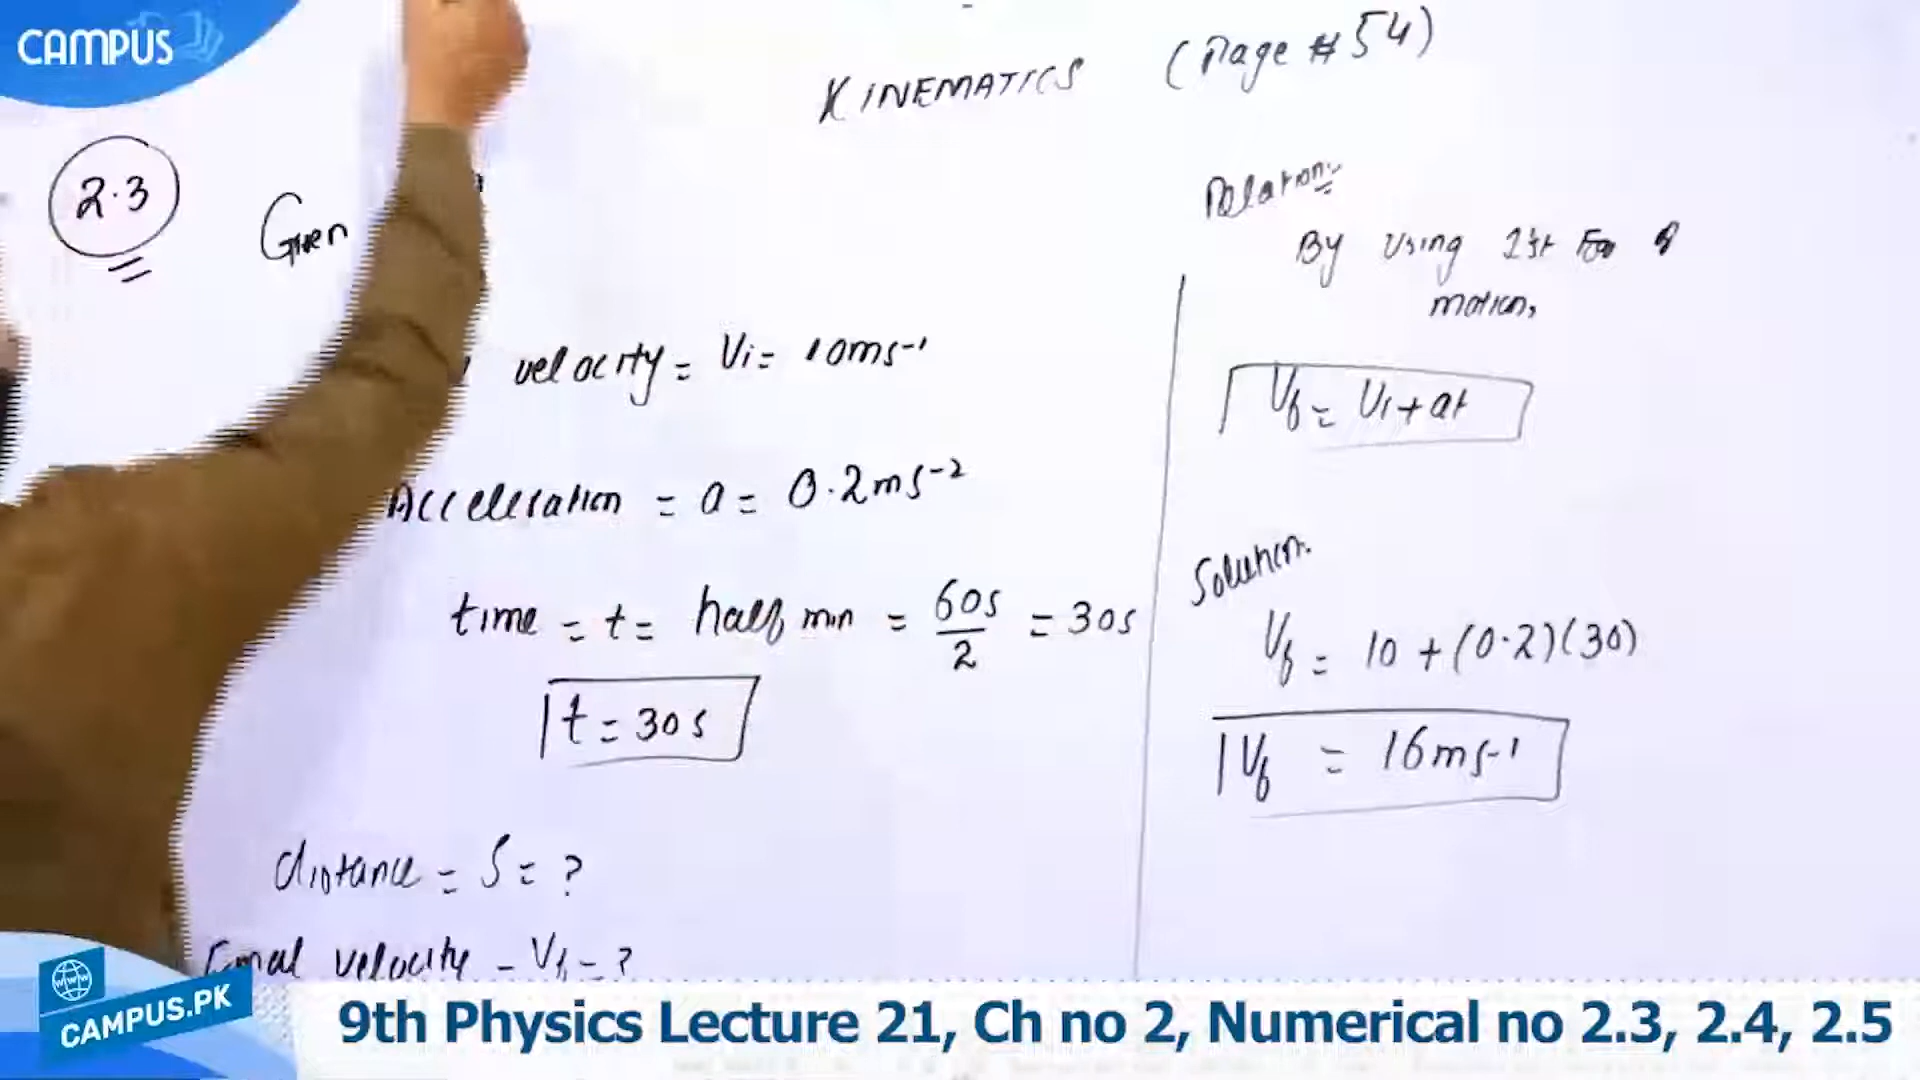 CAMPUS
KINEMATICS (Page #54)
2.3
Given
velocity = Vi = 10ms⁻¹
Acceleration = a = 0.2ms⁻²
time = t = half min = 60s/2 = 30s
t = 30s
distance = S = ?
Final velocity = Vf = ?
Relation:
By Using 1st
motion,
Vf = Vi + at
Solution.
Vf = 10 + (0.2)(30)
Vf = 16ms⁻¹
www
CAMPUS.PK
9th Physics Lecture 21, Ch no 2, Numerical no 2.3, 2.4, 2.5